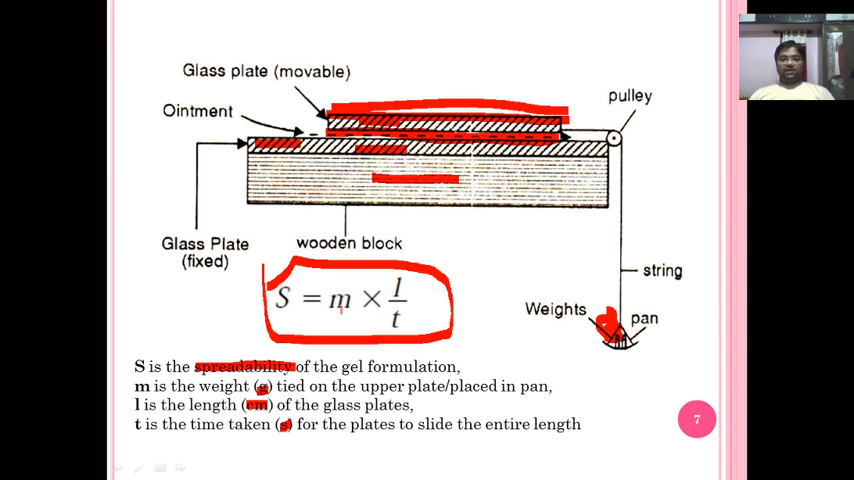 Glass plate (movable)
pulley
Ointment
Glass Plate
(fixed)
wooden block
string
S = m × l/t
Weights
pan
S is the spreadability of the gel formulation,
m is the weight (g) tied on the upper plate/placed in pan,
l is the length (cm) of the glass plates,
t is the time taken (s) for the plates to slide the entire length
7